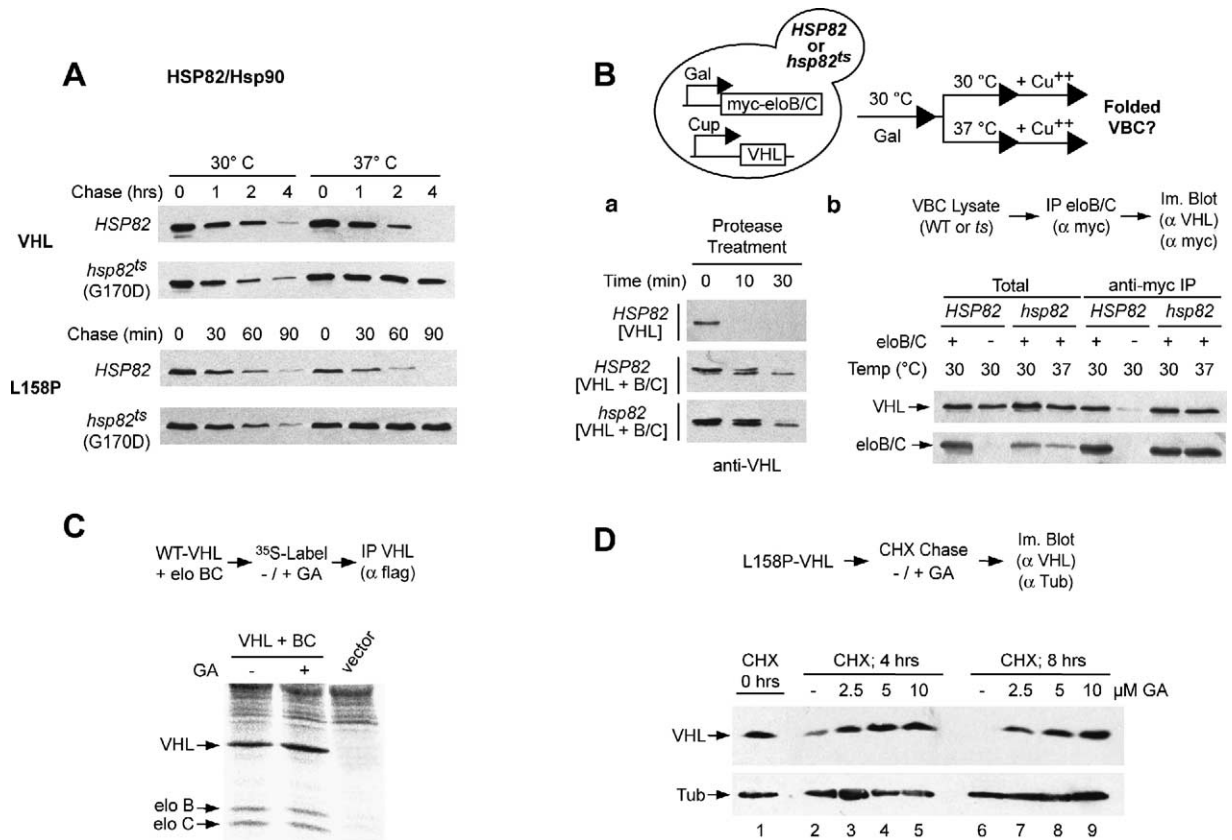 A
HSP82/Hsp90
30° C 37° C
Chase (hrs) 0 1 2 4 0 1 2 4
VHL
HSP82
hsp82ts
(G170D)
Chase (min) 0 30 60 90 0 30 60 90
L158P
HSP82
hsp82ts
(G170D)
B
HSP82
or
hsp82ts
Gal
myc-eloB/C
Cup
VHL
30 °C
Gal
30 °C + Cu++
37 °C + Cu++
Folded
VBC?
a
Protease
Treatment
Time (min) 0 10 30
HSP82
[VHL]
HSP82
[VHL + B/C]
hsp82
[VHL + B/C]
anti-VHL
b
VBC Lysate
(WT or ts)
IP eloB/C
(α myc)
Im. Blot
(α VHL)
(α myc)
Total anti-myc IP
HSP82 hsp82 HSP82 hsp82
eloB/C + - + + + - + +
Temp (°C) 30 30 30 37 30 30 30 37
VHL
eloB/C
C
WT-VHL
+ elo BC
35S-Label
- / + GA
IP VHL
(α flag)
VHL + BC
vector
GA - +
VHL
elo B
elo C
D
L158P-VHL
CHX Chase
- / + GA
Im. Blot
(α VHL)
(α Tub)
CHX
0 hrs
CHX; 4 hrs
CHX; 8 hrs
- 2.5 5 10 - 2.5 5 10 µM GA
VHL
Tub
1 2 3 4 5 6 7 8 9